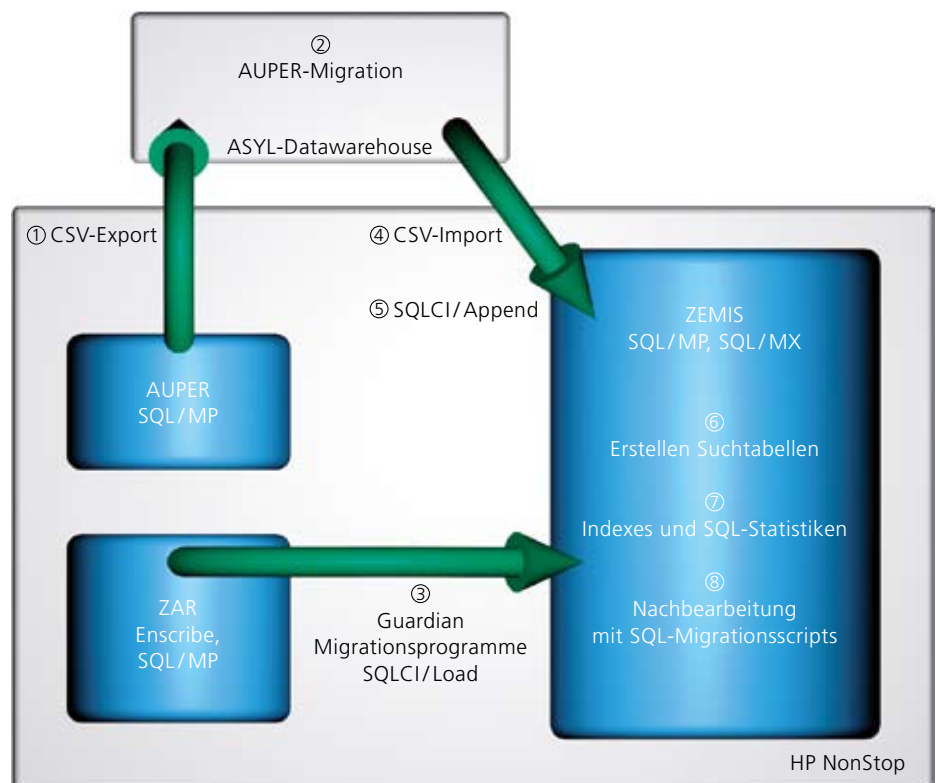 ②
AUPER-Migration
ASYL-Datawarehouse
① CSV-Export
④ CSV-Import
⑤ SQLCI/Append
AUPER
SQL/MP
ZEMIS
SQL/MP, SQL/MX
⑥
Erstellen Suchtabellen
⑦
Indexes und SQL-Statistiken
⑧
Nachbearbeitung
mit SQL-Migrationsscripts
ZAR
Enscribe,
SQL/MP
③
Guardian
Migrationsprogramme
SQLCI/Load
HP NonStop